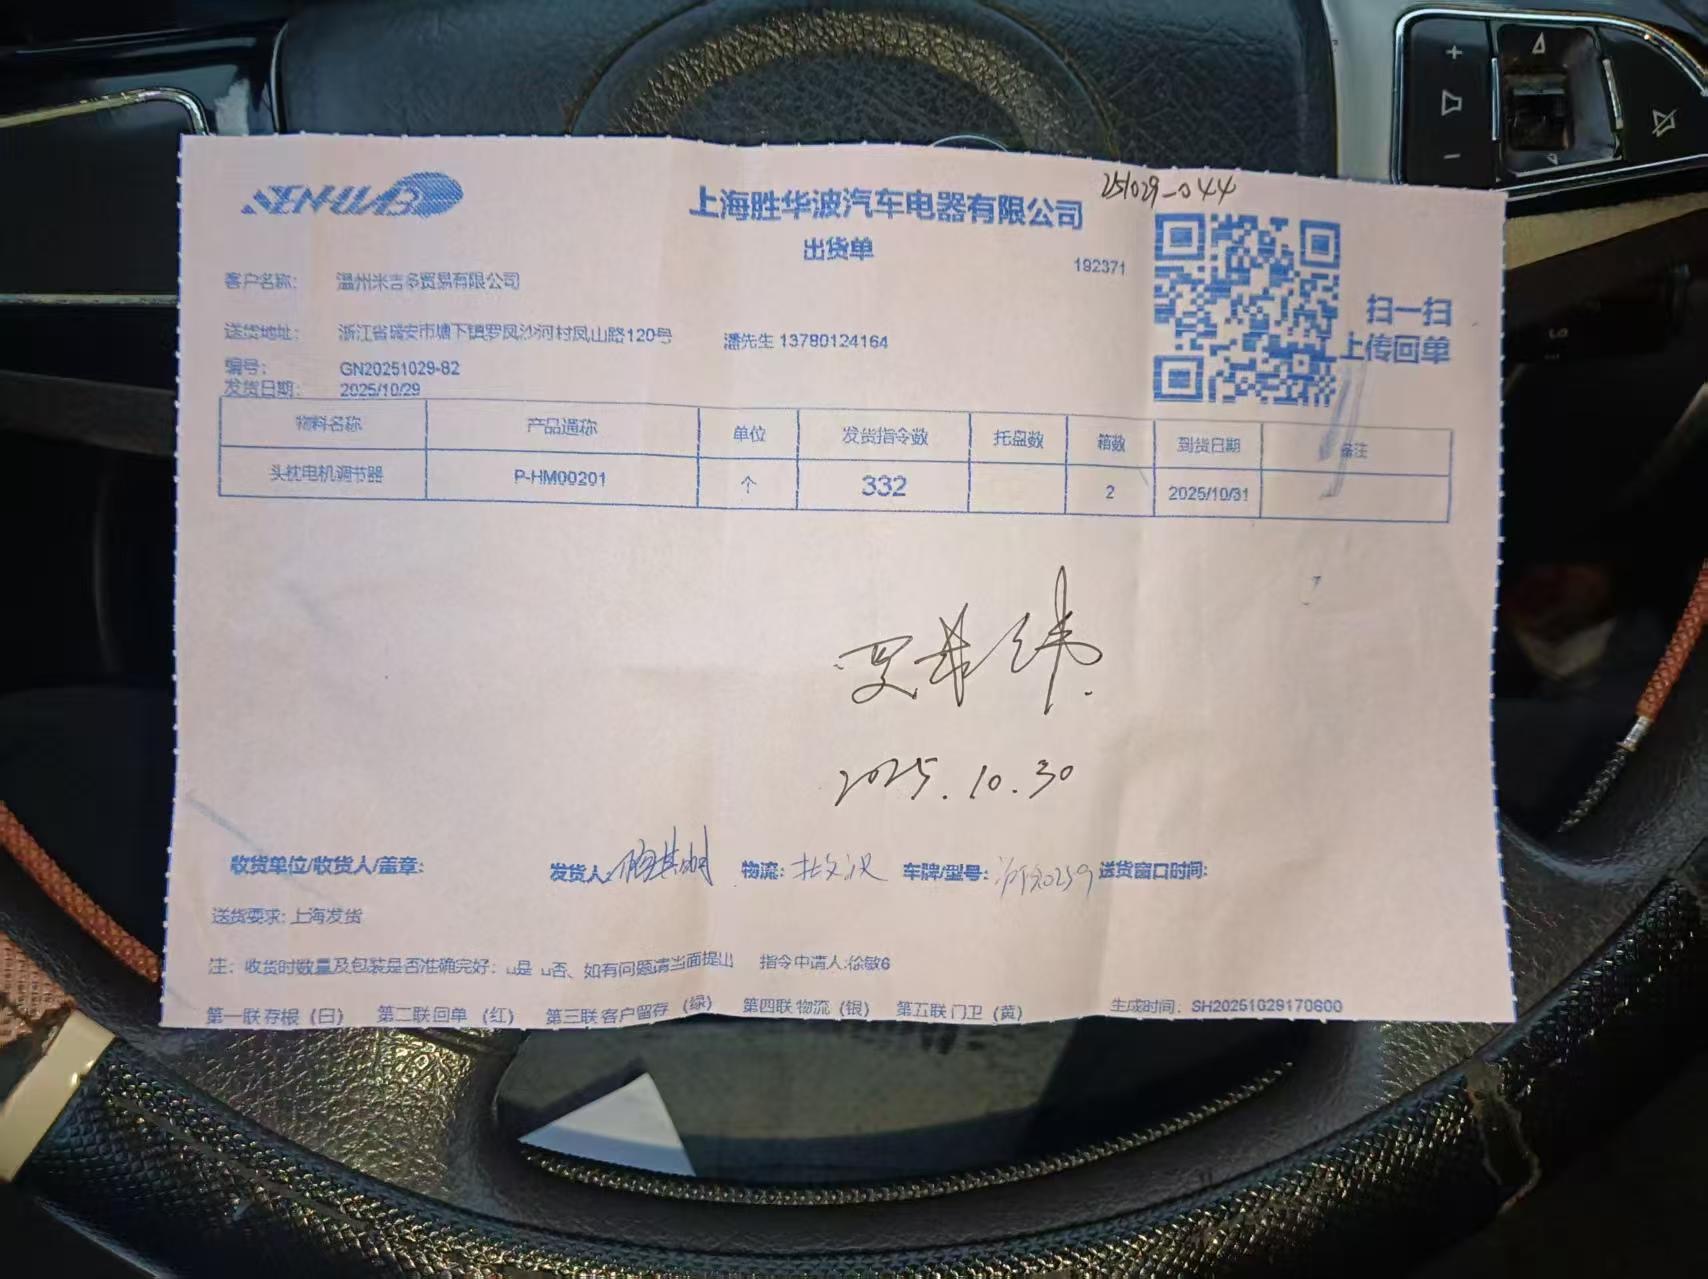 SENHWAB
251029-044
上海胜华波汽车电器有限公司
出货单
192371
扫一扫
上传回单
客户名称： 温州米吉多贸易有限公司
送货地址： 浙江省瑞安市塘下镇罗凤沙河村凤山路120号 潘先生 13780124164
编号： GN20251029-82
发货日期： 2025/10/29
物料名称 产品通称 单位 发货指令数 托盘数 箱数 到货日期 备注
头枕电机调节器 P-HM00201 个 332 2 2025/10/31
2025.10.30
收货单位/收货人/盖章： 发货人： 物流： 车牌/型号： 送货窗口时间：
送货要求：上海发货
注：收货时数量及包装是否准确完好：□是 □否、如有问题请当面提出 指令申请人：徐敏6
第一联 存根（白） 第二联 回单（红） 第三联 客户留存（绿） 第四联 物流（银） 第五联 门卫（黄） 生成时间：SH20251029170600